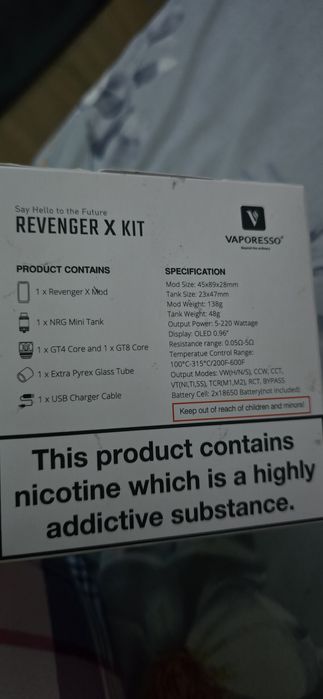 Say Hello to the Future
REVENGER X KIT
VAPORESSO
Beyond the ordinary
PRODUCT CONTAINS
1 x Revenger X Mod
1 x NRG Mini Tank
1 x GT4 Core and 1 x GT8 Core
1 x Extra Pyrex Glass Tube
1 x USB Charger Cable
SPECIFICATION
Mod Size: 45x89x28mm
Tank Size: 23x47mm
Mod Weight: 138g
Tank Weight: 48g
Output Power: 5-220 Wattage
Display: OLED 0.96"
Resistance range: 0.05Ω-5Ω
Temperatue Control Range:
100°C-315°C/200F-600F
Output Modes: VW(H/N/S), CCW, CCT,
VT(NI,TI,SS), TCR(M1,M2), RCT, BYPASS
Battery Cell: 2x18650 Battery(not included)
Keep out of reach of children and minors!
This product contains
nicotine which is a highly
addictive substance.